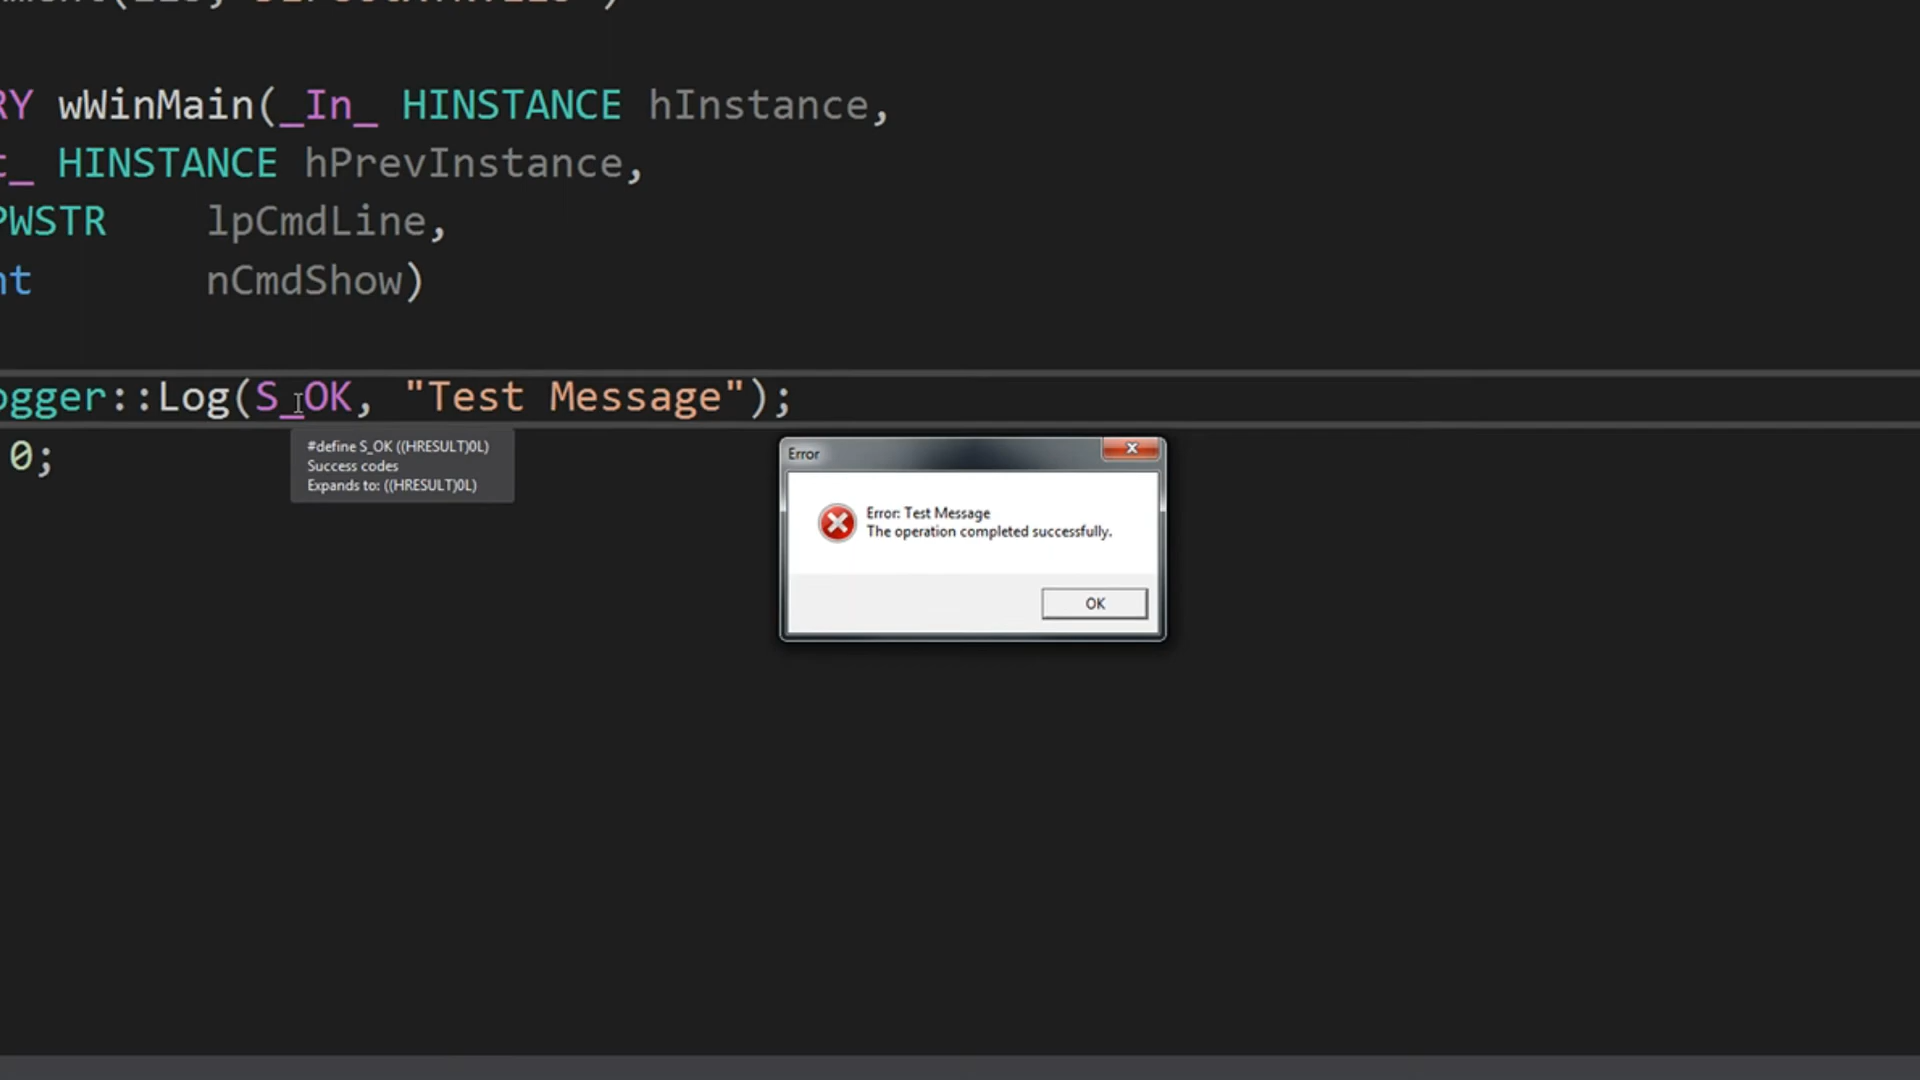 RY wWinMain(_In_ HINSTANCE hInstance,
t_ HINSTANCE hPrevInstance,
PWSTR lpCmdLine,
nt nCmdShow)
ogger::Log(S_OK, "Test Message");
0;
#define S_OK ((HRESULT)0L)
Success codes
Expands to: ((HRESULT)0L)
Error
Error: Test Message
The operation completed successfully.
OK